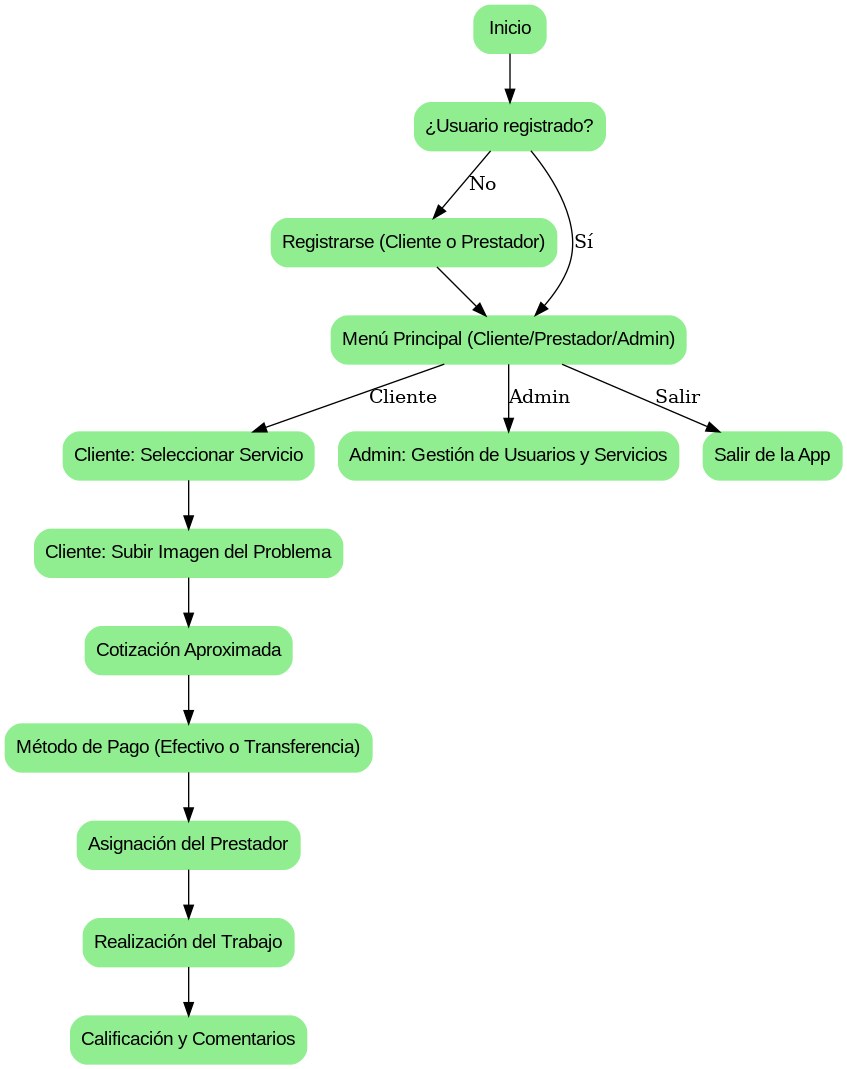 Inicio
¿Usuario registrado?
No
Registrarse (Cliente o Prestador)
Sí
Menú Principal (Cliente/Prestador/Admin)
Cliente
Admin
Salir
Cliente: Seleccionar Servicio
Admin: Gestión de Usuarios y Servicios
Salir de la App
Cliente: Subir Imagen del Problema
Cotización Aproximada
Método de Pago (Efectivo o Transferencia)
Asignación del Prestador
Realización del Trabajo
Calificación y Comentarios